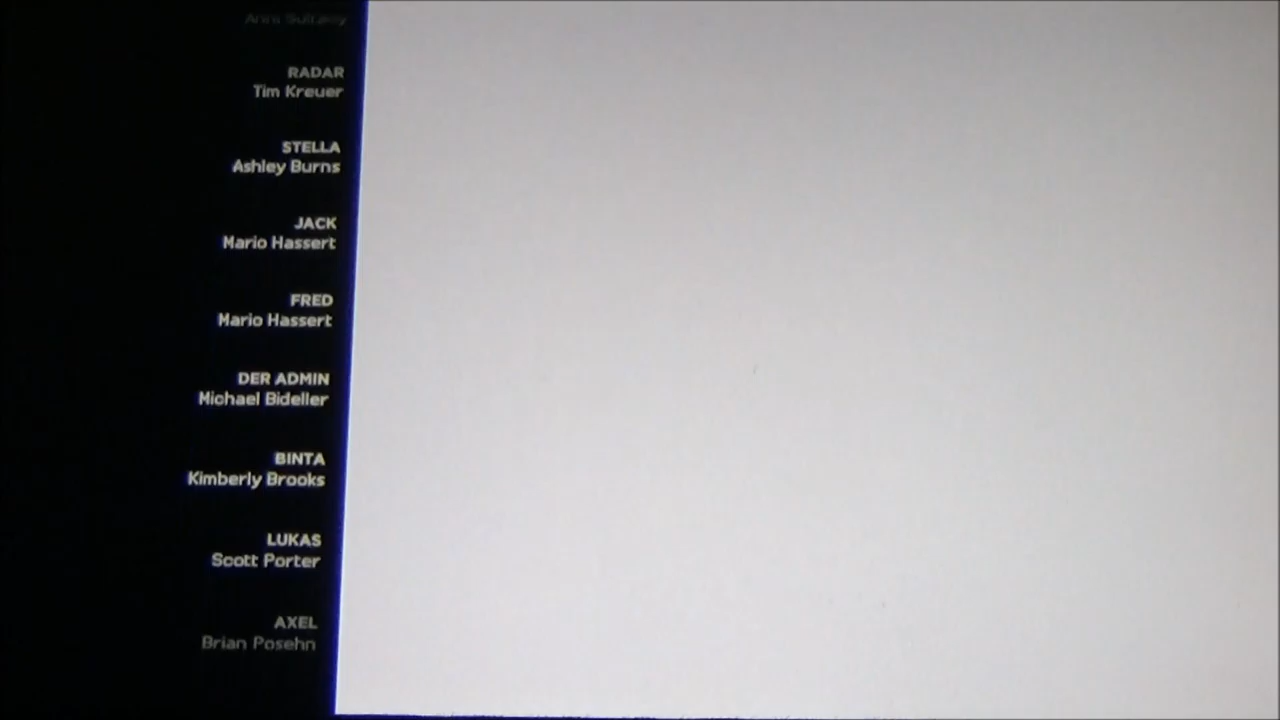 RADAR
Tim Kreuer
STELLA
Ashley Burns
JACK
Mario Hassert
FRED
Mario Hassert
DER ADMIN
Michael Bideller
BINTA
Kimberly Brooks
LUKAS
Scott Porter
AXEL
Brian Posehn